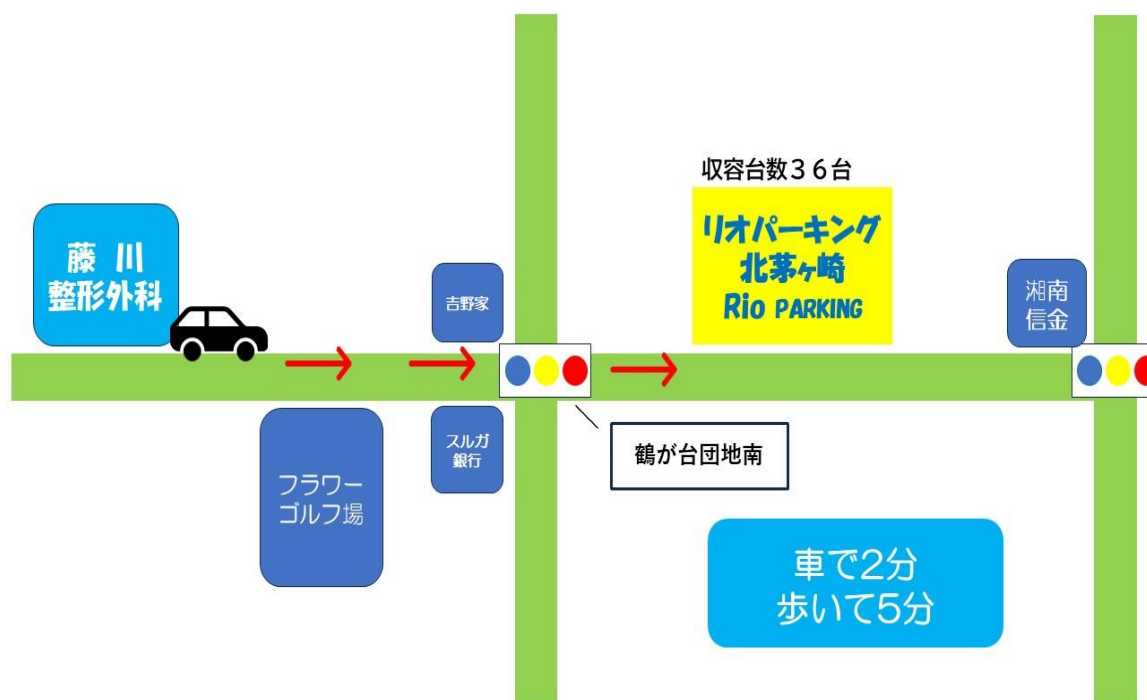 収容台数３６台
リオパーキング
北茅ヶ崎
Rio PARKING
藤 川
整形外科
吉野家
湘南
信金
スルガ
銀行
鶴が台団地南
フラワー
ゴルフ場
車で2分
歩いて5分